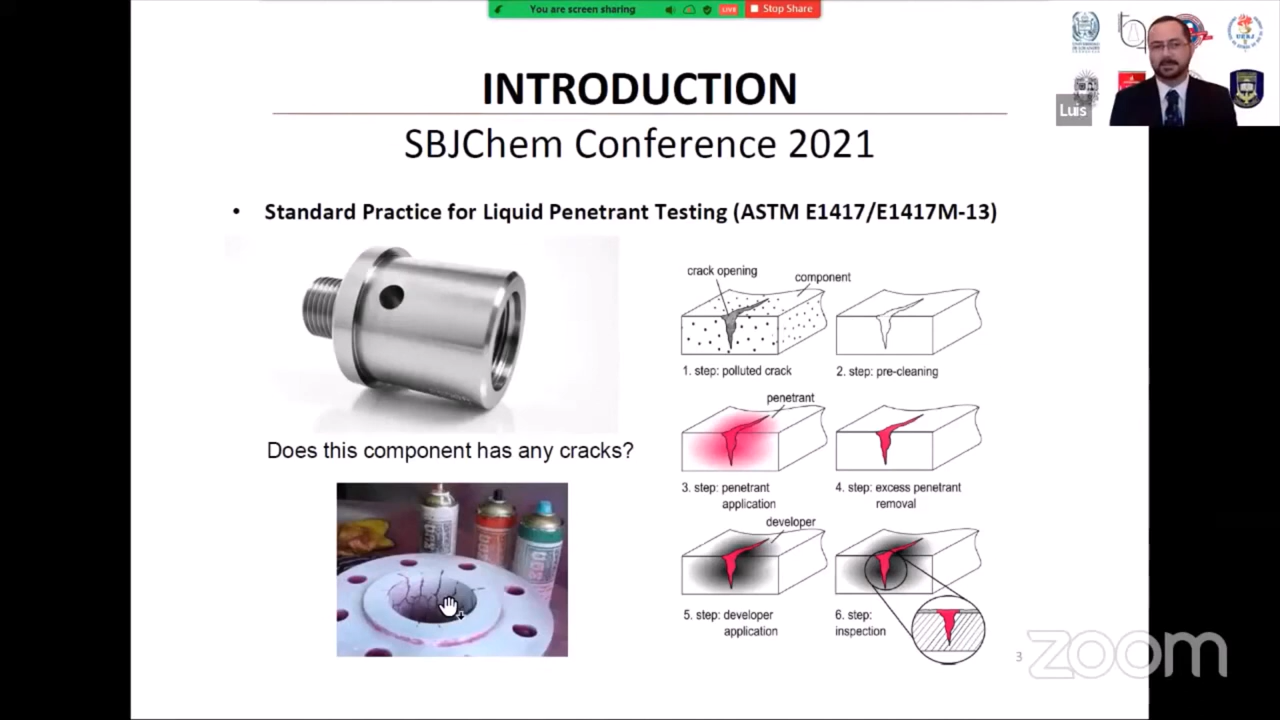 You are screen sharing
LIVE
Stop Share
INTRODUCTION
SBJChem Conference 2021
Luis
• Standard Practice for Liquid Penetrant Testing (ASTM E1417/E1417M-13)
crack opening
component
1. step: polluted crack
2. step: pre-cleaning
penetrant
3. step: penetrant
application
4. step: excess penetrant
removal
developer
5. step: developer
application
6. step:
inspection
Does this component has any cracks?
3
zoom